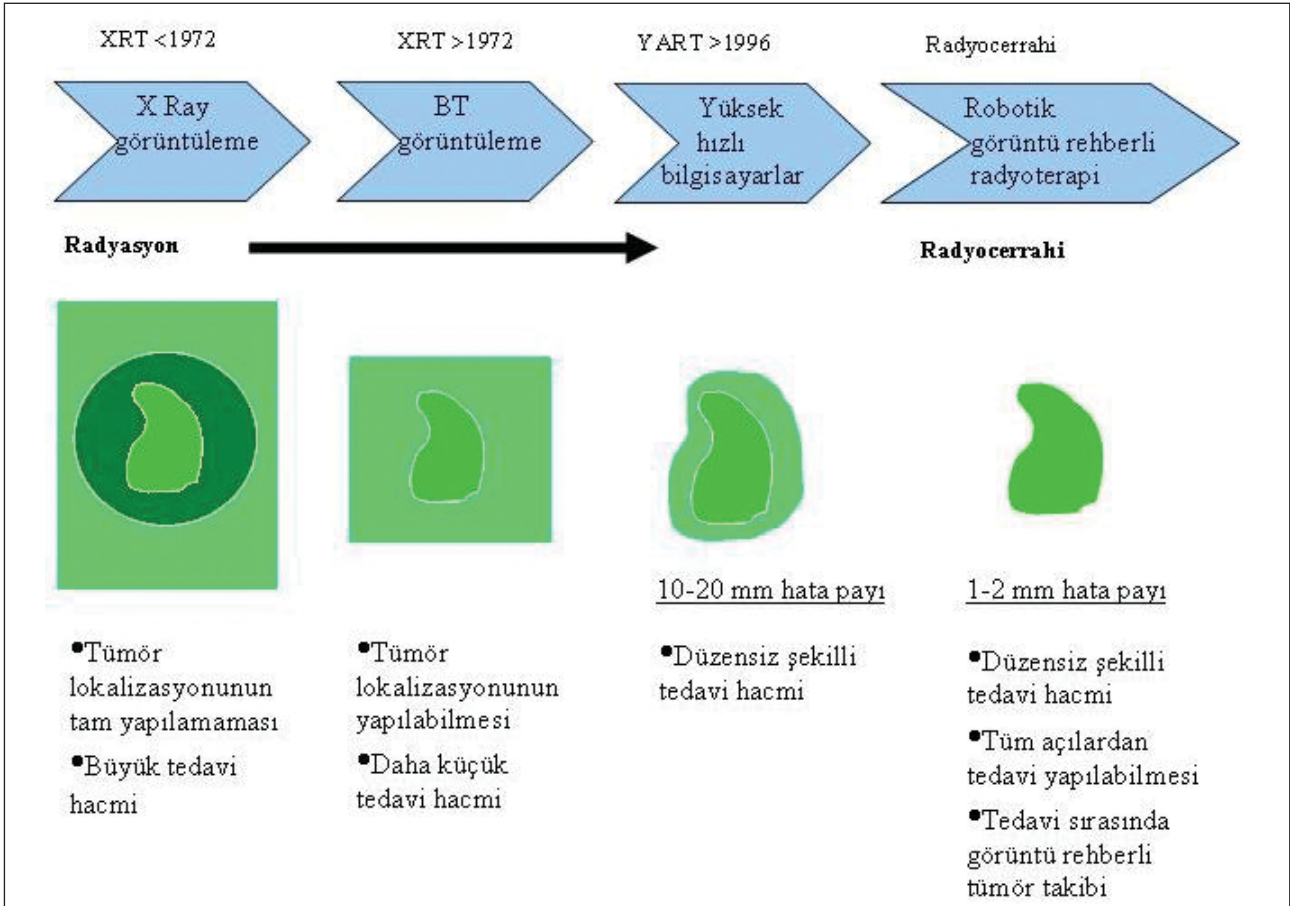 XRT <1972
XRT >1972
YART >1996
Radyocerrahi
X Ray
görüntüleme
BT
görüntüleme
Yüksek
hızlı
bilgisayarlar
Robotik
görüntü rehberli
radyoterapi
Radyasyon
Radyocerrahi
10-20 mm hata payı
1-2 mm hata payı
•Tümör
lokalizasyonunun
tam yapılamaması
•Büyük tedavi
hacmi
•Tümör
lokalizasyonunun
yapılabilmesi
•Daha küçük
tedavi hacmi
•Düzensiz şekilli
tedavi hacmi
•Düzensiz şekilli
tedavi hacmi
•Tüm açılardan
tedavi yapılabilmesi
•Tedavi sırasında
görüntü rehberli
tümör takibi